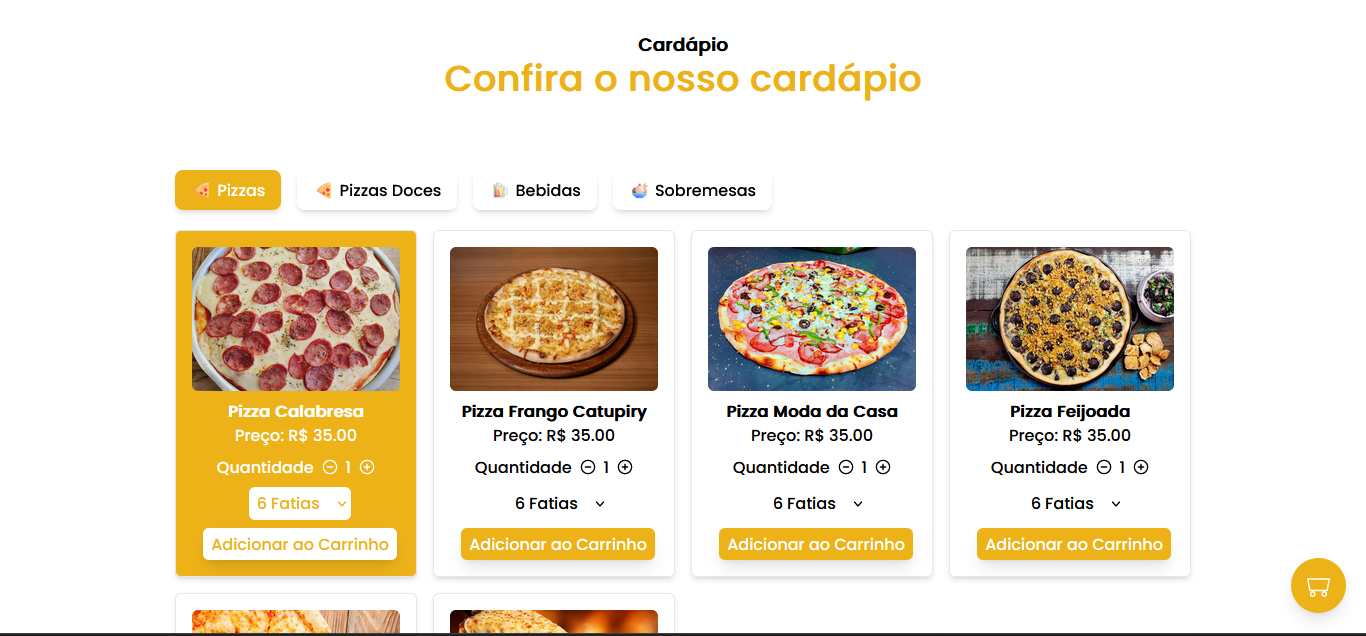 Cardápio
Confira o nosso cardápio
Pizzas
Pizzas Doces
Bebidas
Sobremesas
Pizza Calabresa
Preço: R$ 35.00
Quantidade 1
6 Fatias
Adicionar ao Carrinho
Pizza Frango Catupiry
Preço: R$ 35.00
Quantidade 1
6 Fatias
Adicionar ao Carrinho
Pizza Moda da Casa
Preço: R$ 35.00
Quantidade 1
6 Fatias
Adicionar ao Carrinho
Pizza Feijoada
Preço: R$ 35.00
Quantidade 1
6 Fatias
Adicionar ao Carrinho